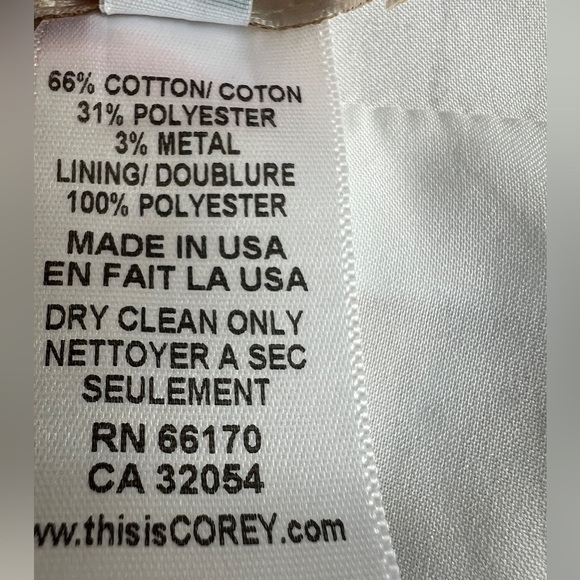 66% COTTON/ COTON
31% POLYESTER
3% METAL
LINING/ DOUBLURE
100% POLYESTER
MADE IN USA
EN FAIT LA USA
DRY CLEAN ONLY
NETTOYER A SEC
SEULEMENT
RN 66170
CA 32054
ww.thisisCOREY.com